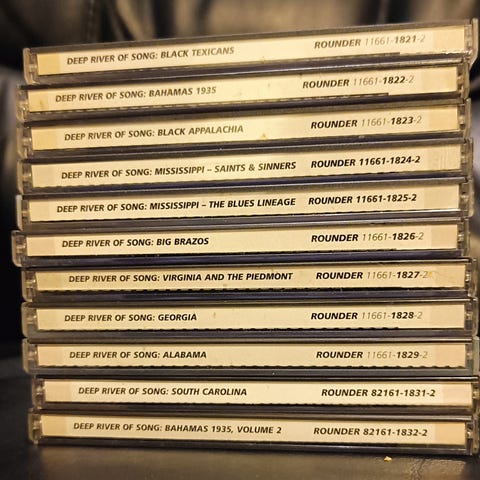 DEEP RIVER OF SONG: BLACK TEXICANS ROUNDER 11661-1821-2
DEEP RIVER OF SONG: BAHAMAS 1935 ROUNDER 11661-1822-2
DEEP RIVER OF SONG: BLACK APPALACHIA ROUNDER 11661-1823-2
DEEP RIVER OF SONG: MISSISSIPPI – SAINTS & SINNERS ROUNDER 11661-1824-2
DEEP RIVER OF SONG: MISSISSIPPI – THE BLUES LINEAGE ROUNDER 11661-1825-2
DEEP RIVER OF SONG: BIG BRAZOS ROUNDER 11661-1826-2
DEEP RIVER OF SONG: VIRGINIA AND THE PIEDMONT ROUNDER 11661-1827-2
DEEP RIVER OF SONG: GEORGIA ROUNDER 11661-1828-2
DEEP RIVER OF SONG: ALABAMA ROUNDER 11661-1829-2
DEEP RIVER OF SONG: SOUTH CAROLINA ROUNDER 82161-1831-2
DEEP RIVER OF SONG: BAHAMAS 1935, VOLUME 2 ROUNDER 82161-1832-2